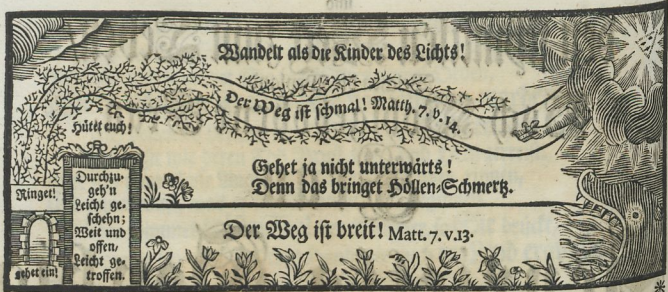 Wandelt als die Kinder des Lichts!
Der Weg ist schmal! Matth. 7. v. 14.
Hütet euch!
Gehet ja nicht unterwärts!
Denn das bringet Höllen-Schmertz.
Ringet!
gehet ein!
Durchzu-
geh'n
Leicht ge-
schehn;
Weit und
offen,
Leicht ge-
troffen.
Der Weg ist breit! Matt. 7. v. 13.